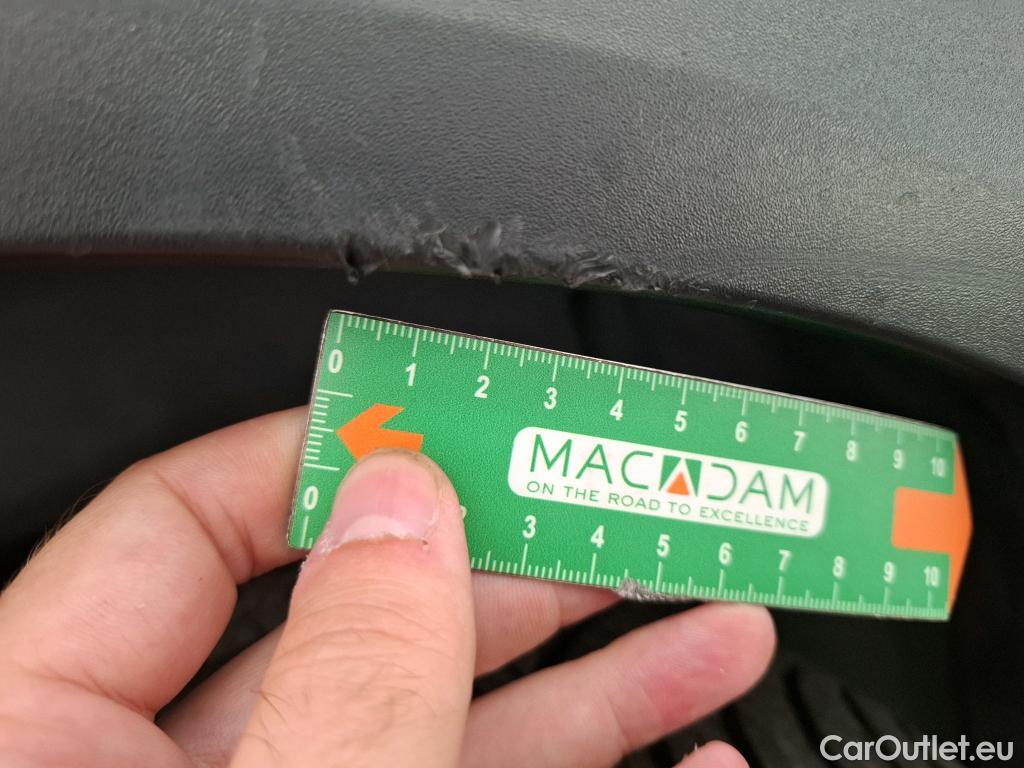 0 1 2 3 4 5 6 7 8 9 10
MACADAM
ON THE ROAD TO EXCELLENCE
0 2 3 4 5 6 7 8 9 10
CarOutlet.eu